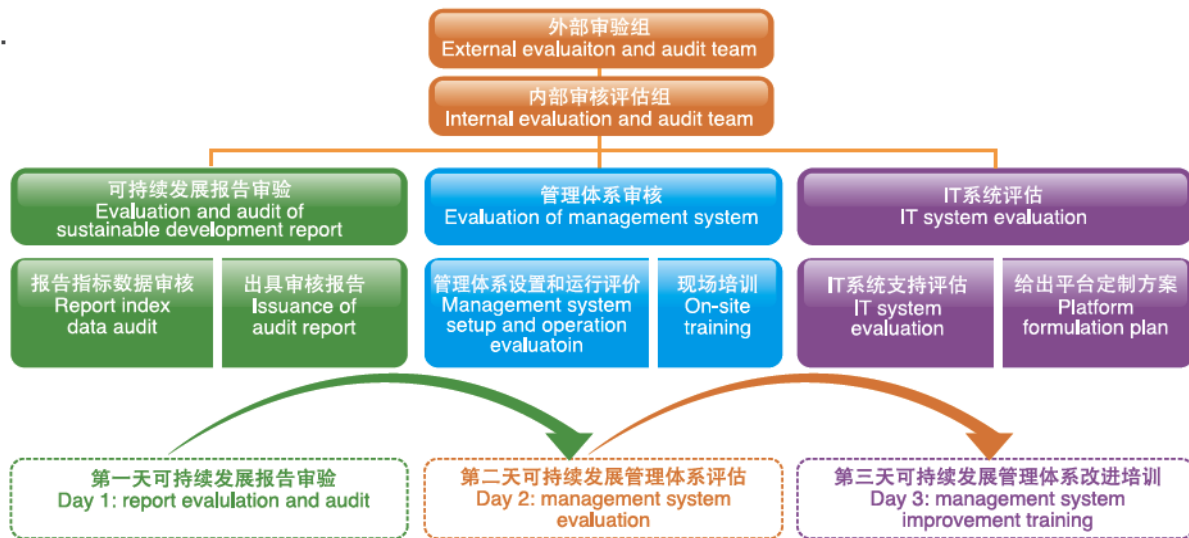 外部审验组
External evaluaiton and audit team
内部审核评估组
Internal evaluation and audit team
可持续发展报告审验
Evaluation and audit of
sustainable development report
管理体系审核
Evaluation of management system
IT系统评估
IT system evaluation
报告指标数据审核
Report index
data audit
出具审核报告
Issuance of
audit report
管理体系设置和运行评价
Management system
setup and operation
evaluatoin
现场培训
On-site
training
IT系统支持评估
IT system
evaluation
给出平台定制方案
Platform
formulation plan
第一天可持续发展报告审验
Day 1: report evalulation and audit
第二天可持续发展管理体系评估
Day 2: management system
evaluation
第三天可持续发展管理体系改进培训
Day 3: management system
improvement training